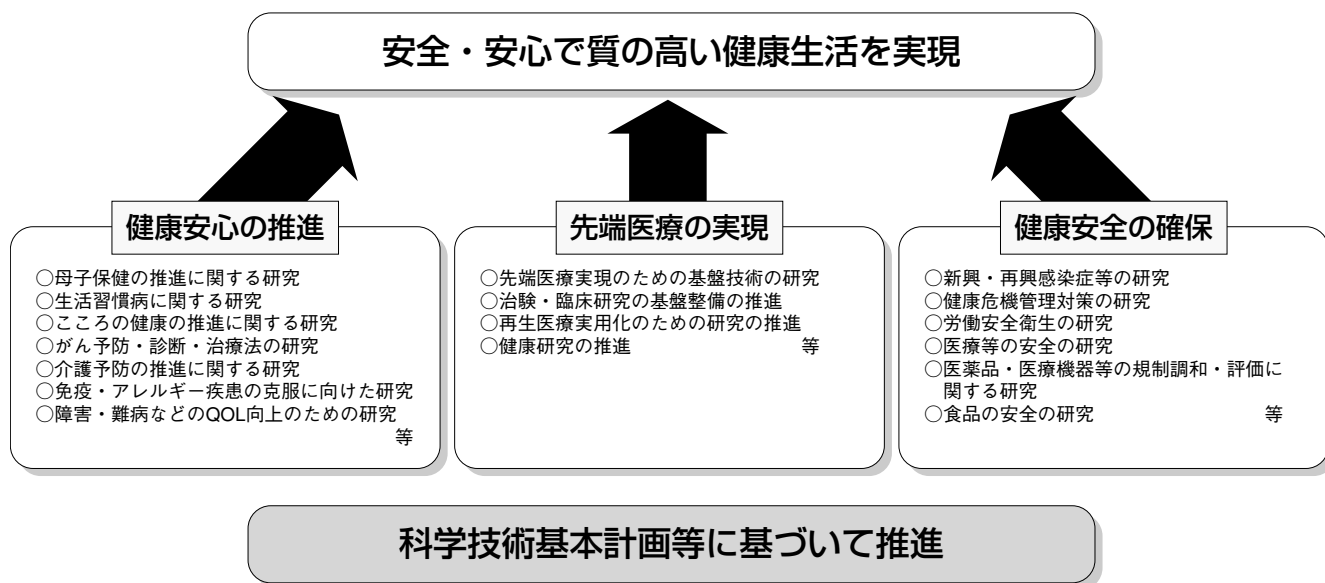 安全・安心で質の高い健康生活を実現
健康安心の推進
○母子保健の推進に関する研究
○生活習慣病に関する研究
○こころの健康の推進に関する研究
○がん予防・診断・治療法の研究
○介護予防の推進に関する研究
○免疫・アレルギー疾患の克服に向けた研究
○障害・難病などのQOL向上のための研究
等
先端医療の実現
○先端医療実現のための基盤技術の研究
○治験・臨床研究の基盤整備の推進
○再生医療実用化のための研究の推進
○健康研究の推進 等
健康安全の確保
○新興・再興感染症等の研究
○健康危機管理対策の研究
○労働安全衛生の研究
○医療等の安全の研究
○医薬品・医療機器等の規制調和・評価に
関する研究
○食品の安全の研究 等
科学技術基本計画等に基づいて推進